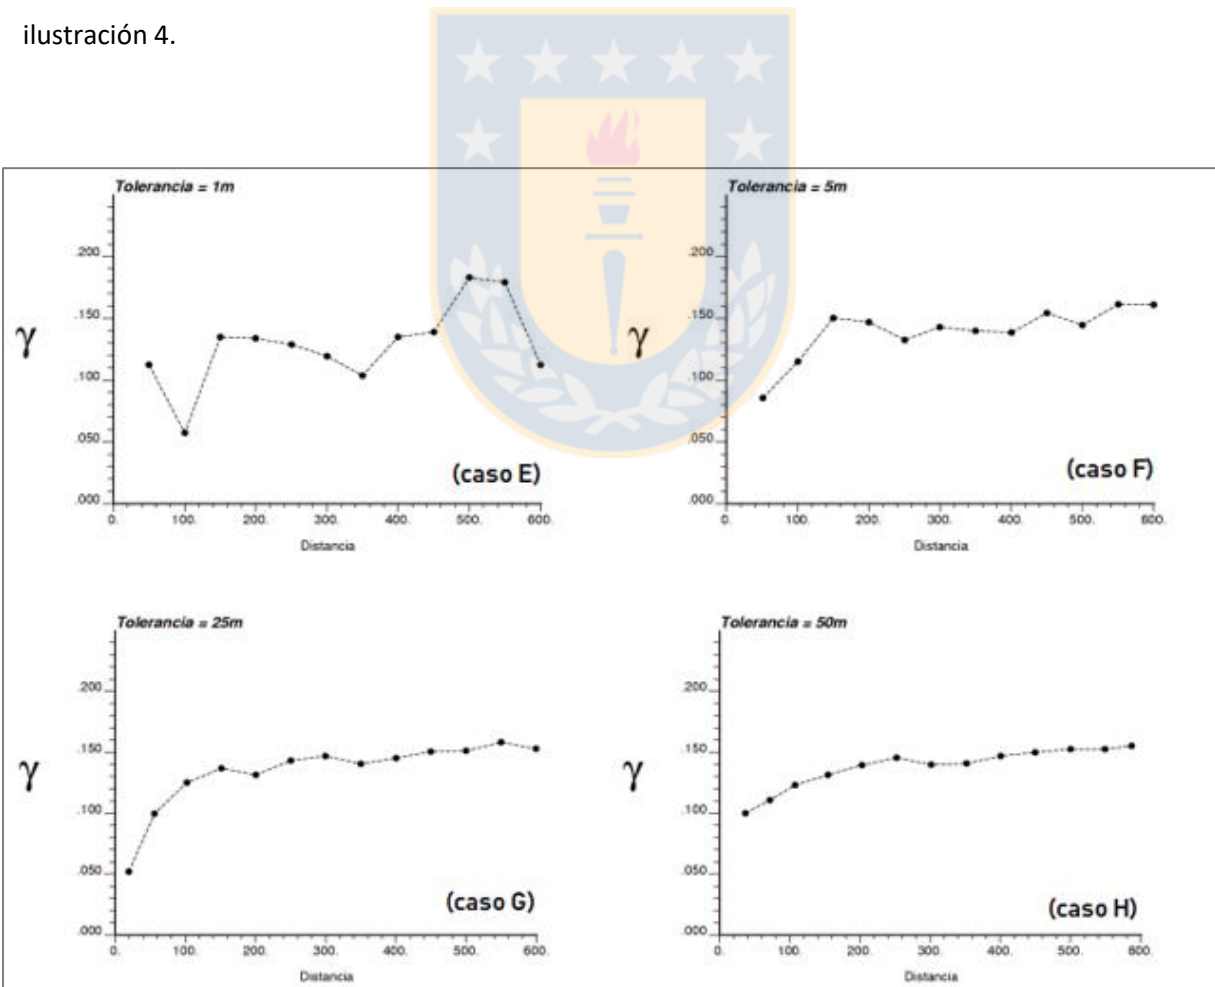 ilustración 4.
Tolerancia = 1m
.200
.150
γ
.100
.050
.000
0. 100. 200. 300. 400. 500. 600.
Distancia
(caso E)
Tolerancia = 5m
.200
.150
γ
.100
.050
.000
0. 100. 200. 300. 400. 500. 600.
Distancia
(caso F)
Tolerancia = 25m
.200
.150
γ
.100
.050
.000
0. 100. 200. 300. 400. 500. 600.
Distancia
(caso G)
Tolerancia = 50m
.200
.150
γ
.100
.050
.000
0. 100. 200. 300. 400. 500. 600.
Distancia
(caso H)